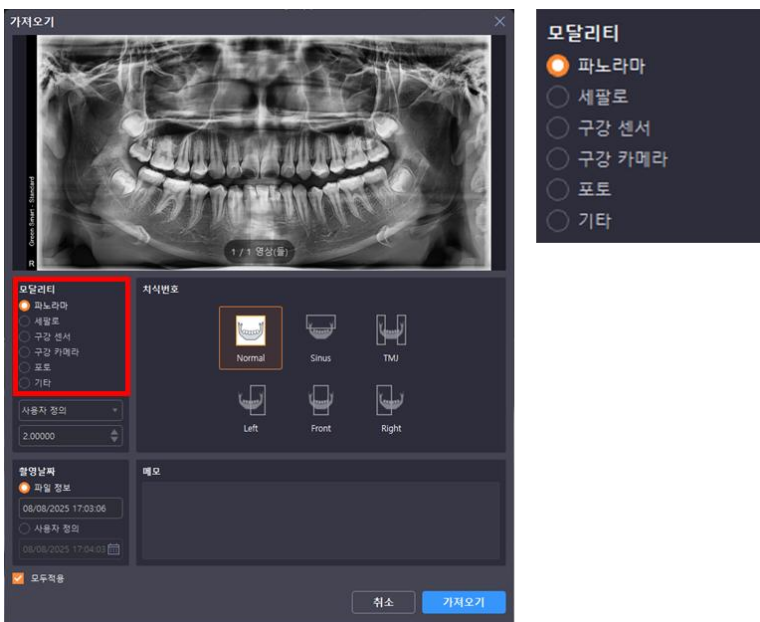 가져오기
Green Smart - Standard
R
1 / 1 영상(들)
모달리티
파노라마
세팔로
구강 센서
구강 카메라
포토
기타
사용자 정의
2.00000
치식번호
Normal
Sinus
TMJ
Left
Front
Right
촬영날짜
파일 정보
08/08/2025 17:03:06
사용자 정의
08/08/2025 17:04:03
메모
모두적용
취소
가져오기
모달리티
파노라마
세팔로
구강 센서
구강 카메라
포토
기타